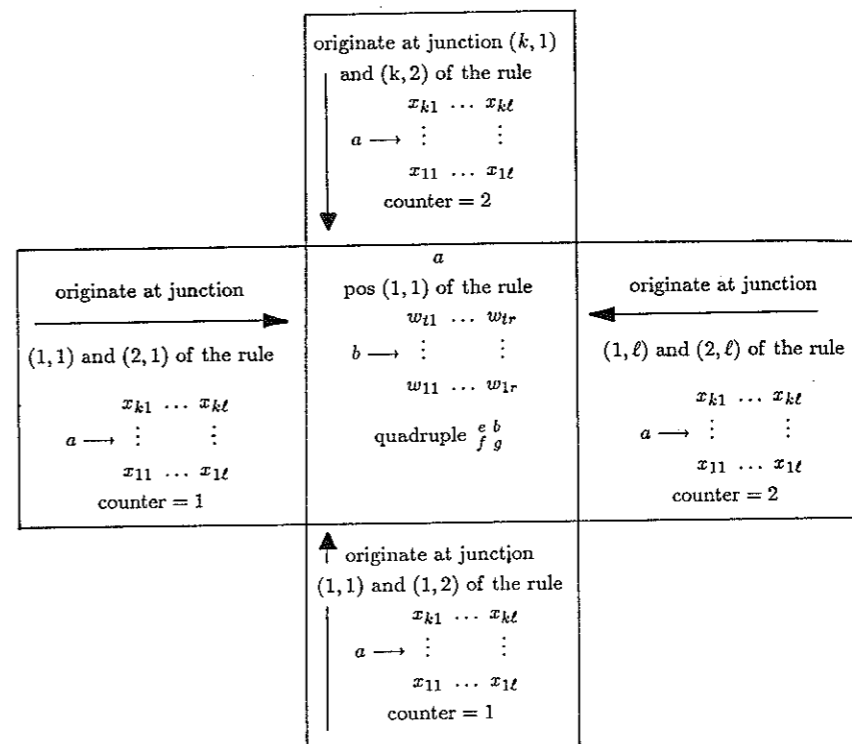 originate at junction (k, 1)
and (k, 2) of the rule
x_{k1} … x_{kℓ}
a ⟶ ⋮ ⋮
x_{11} … x_{1ℓ}
counter = 2
originate at junction
(1, 1) and (2, 1) of the rule
x_{k1} … x_{kℓ}
a ⟶ ⋮ ⋮
x_{11} … x_{1ℓ}
counter = 1
a
pos (1, 1) of the rule
w_{t1} … w_{tr}
b ⟶ ⋮ ⋮
w_{11} … w_{1r}
quadruple e b
f g
originate at junction
(1, ℓ) and (2, ℓ) of the rule
x_{k1} … x_{kℓ}
a ⟶ ⋮ ⋮
x_{11} … x_{1ℓ}
counter = 2
originate at junction
(1, 1) and (1, 2) of the rule
x_{k1} … x_{kℓ}
a ⟶ ⋮ ⋮
x_{11} … x_{1ℓ}
counter = 1